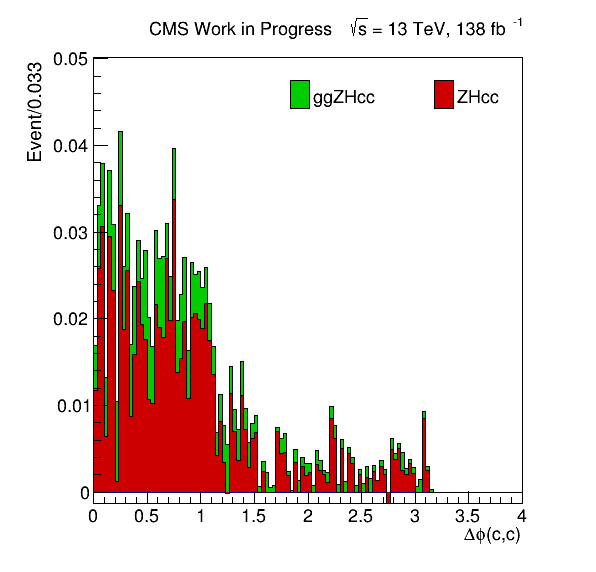 CMS Work in Progress √s = 13 TeV, 138 fb -1
Event/0.033
0.05
ggZHcc ZHcc
0.04
0.03
0.02
0.01
0
0 0.5 1 1.5 2 2.5 3 3.5 4
Δϕ(c,c)